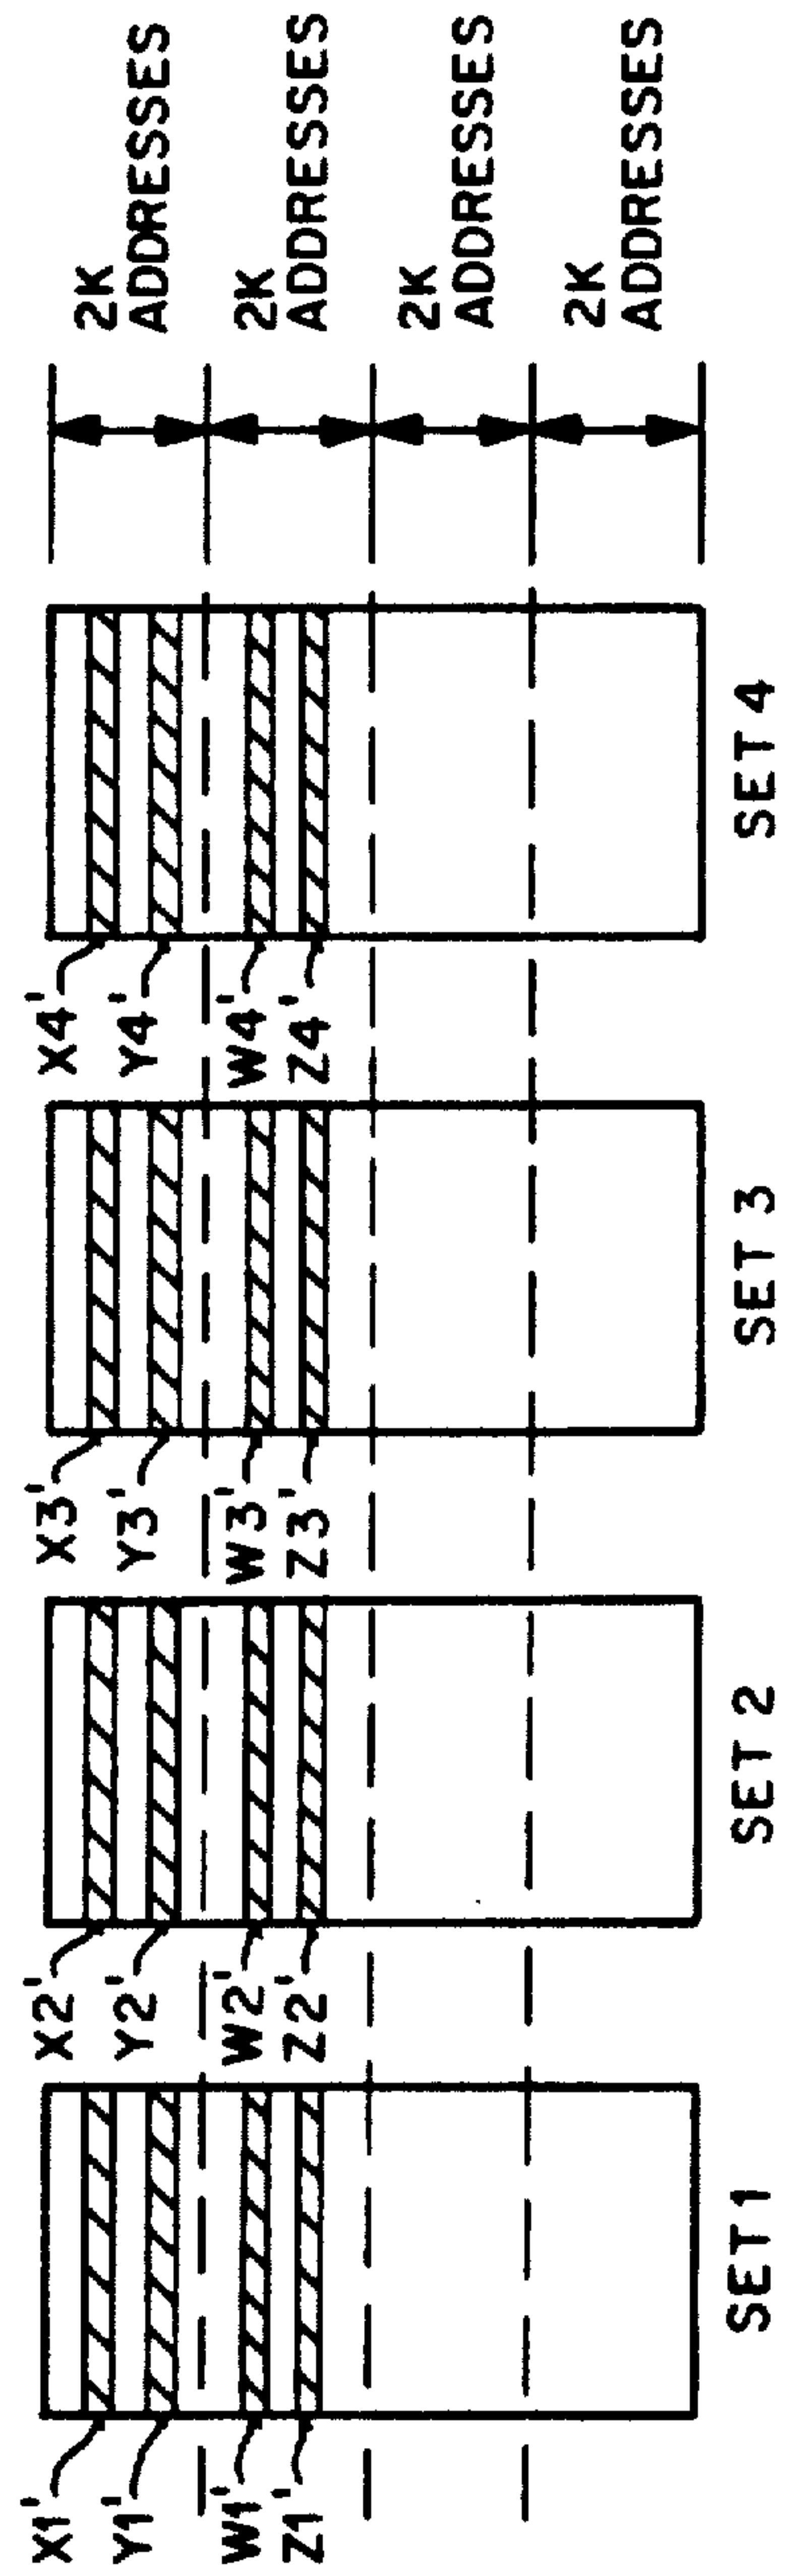 X1'
Y1'
W1'
Z1'
SET 1
X2'
Y2'
W2'
Z2'
SET 2
X3'
Y3'
W3'
Z3'
SET 3
X4'
Y4'
W4'
Z4'
SET 4
2K
ADDRESSES
2K
ADDRESSES
2K
ADDRESSES
2K
ADDRESSES